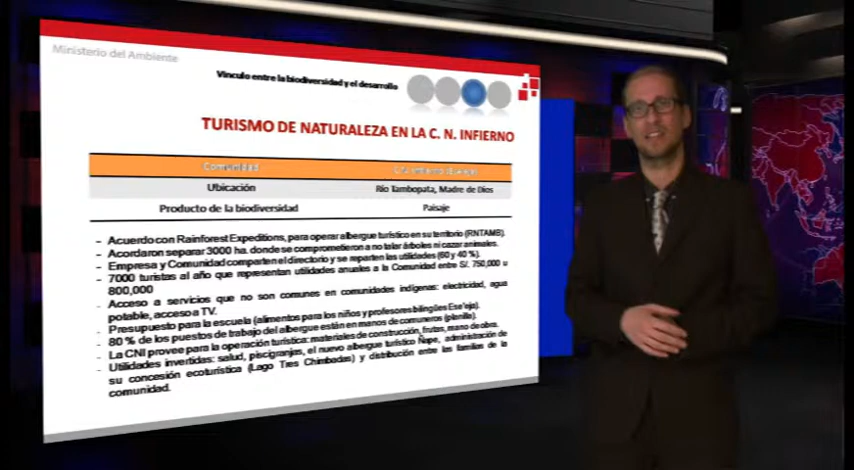 Ministerio del Ambiente
Vinculo entre la biodiversidad y el desarrollo
TURISMO DE NATURALEZA EN LA C. N. INFIERNO
Comunidad
Ubicación Río Tambopata, Madre de Dios
Producto de la biodiversidad Paisaje
- Acuerdo con Rainforest Expeditions, para operar albergue turístico en su territorio (RNTAMB).
- Acordaron separar 3000 ha. donde se comprometieron a no talar árboles ni cazar animales.
- Empresa y Comunidad comparten el directorio y se reparten las utilidades (60 y 40 %).
- 7000 turistas al año que representan utilidades anuales a la Comunidad entre S/. 750,000 u
800,000
- Acceso a servicios que no son comunes en comunidades indígenas: electricidad, agua
potable, acceso a TV.
- Presupuesto para la escuela (alimentos para los niños y profesores bilingües Ese'eja).
- 80 % de los puestos de trabajo del albergue están en manos de comuneros (planilla).
- La CNI provee para la operación turística: materiales de construcción, frutas, mano de obra.
- Utilidades invertidas: salud, piscigranjas, el nuevo albergue turístico Ñape, administración de
su concesión ecoturística (Lago Tres Chimbadas) y distribución entre las familias de la
comunidad.